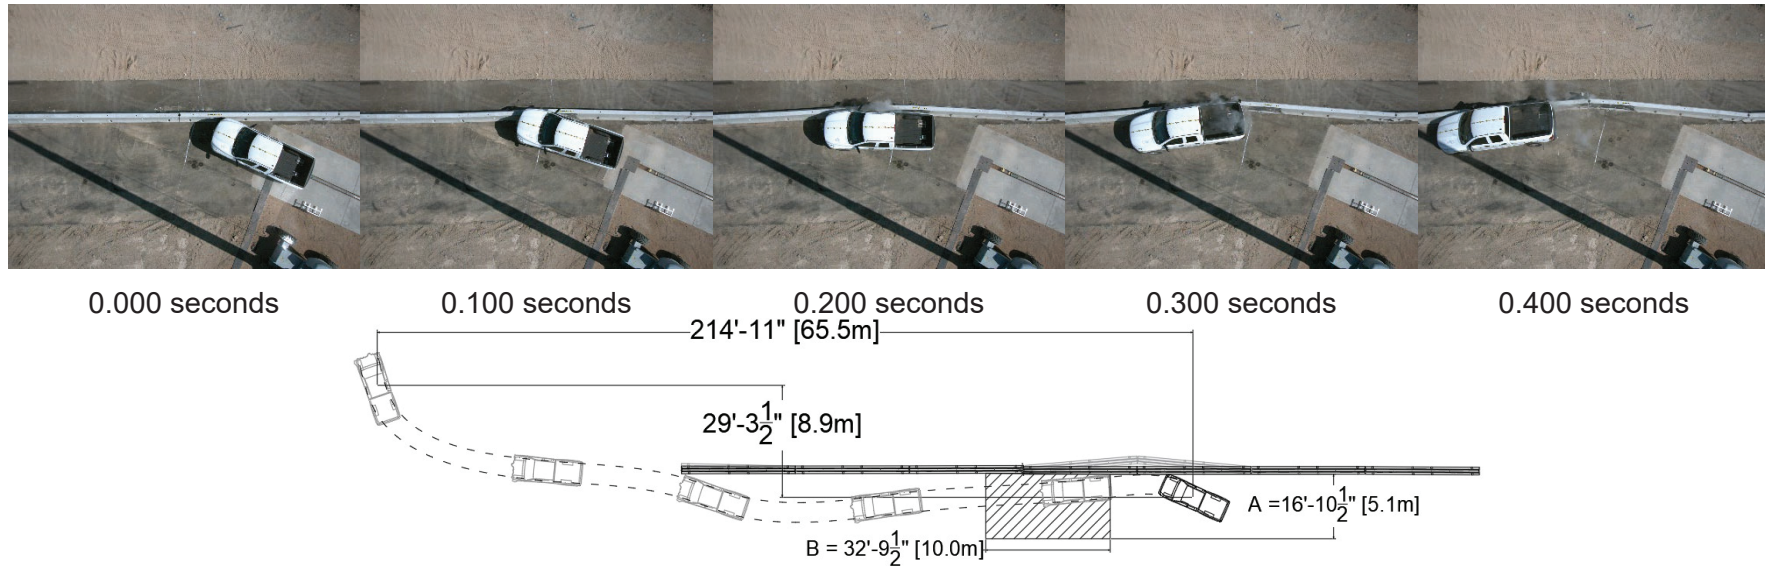 0.000 seconds
0.100 seconds
0.200 seconds
0.300 seconds
0.400 seconds
214'-11" [65.5m]
29'-3½" [8.9m]
A =16'-10½" [5.1m]
B = 32'-9½" [10.0m]